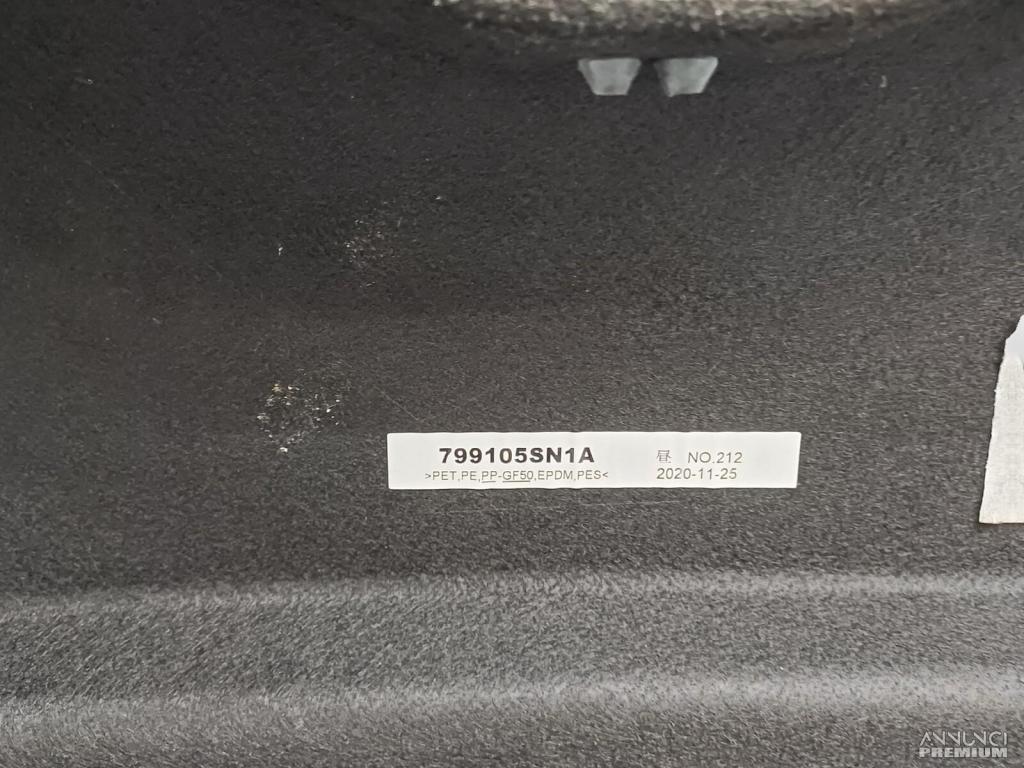 799105SN1A
昼 NO.212
>PET,PE,PP-GF50,EPDM,PES<
2020-11-25
ANNUNCI
PREMIUM